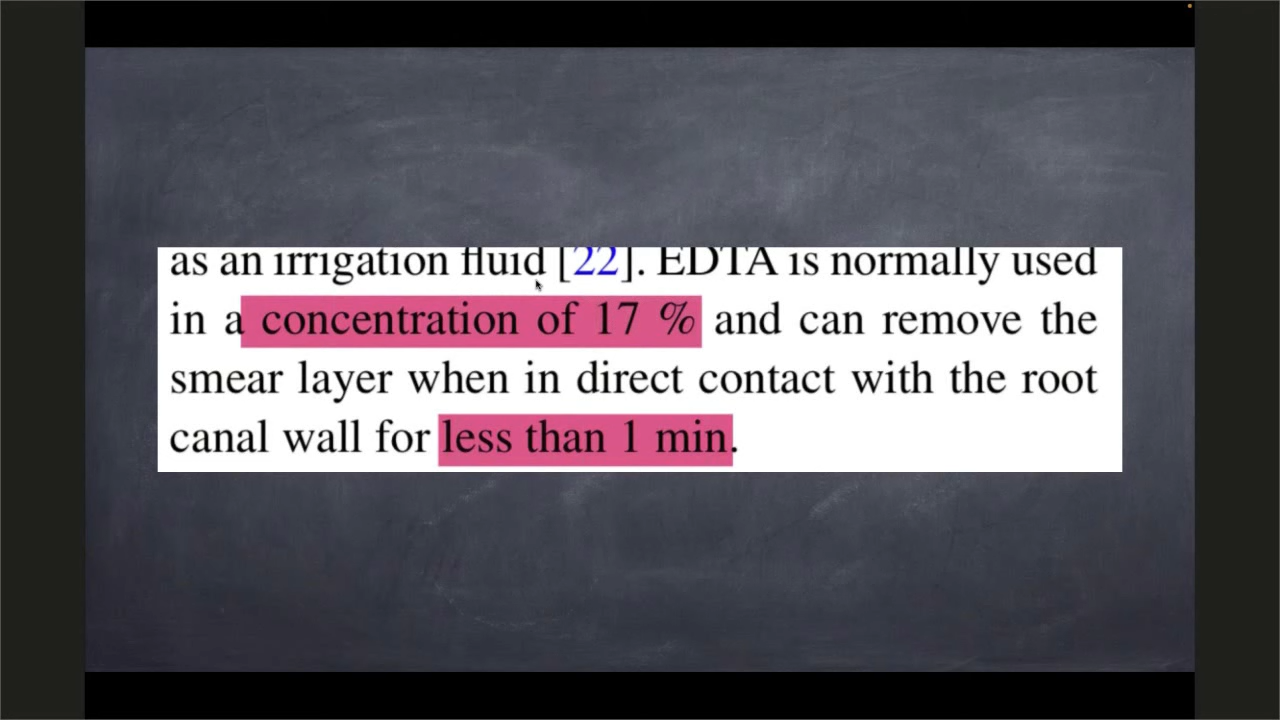 as an irrigation fluid [22]. EDTA is normally used
in a concentration of 17 % and can remove the
smear layer when in direct contact with the root
canal wall for less than 1 min.